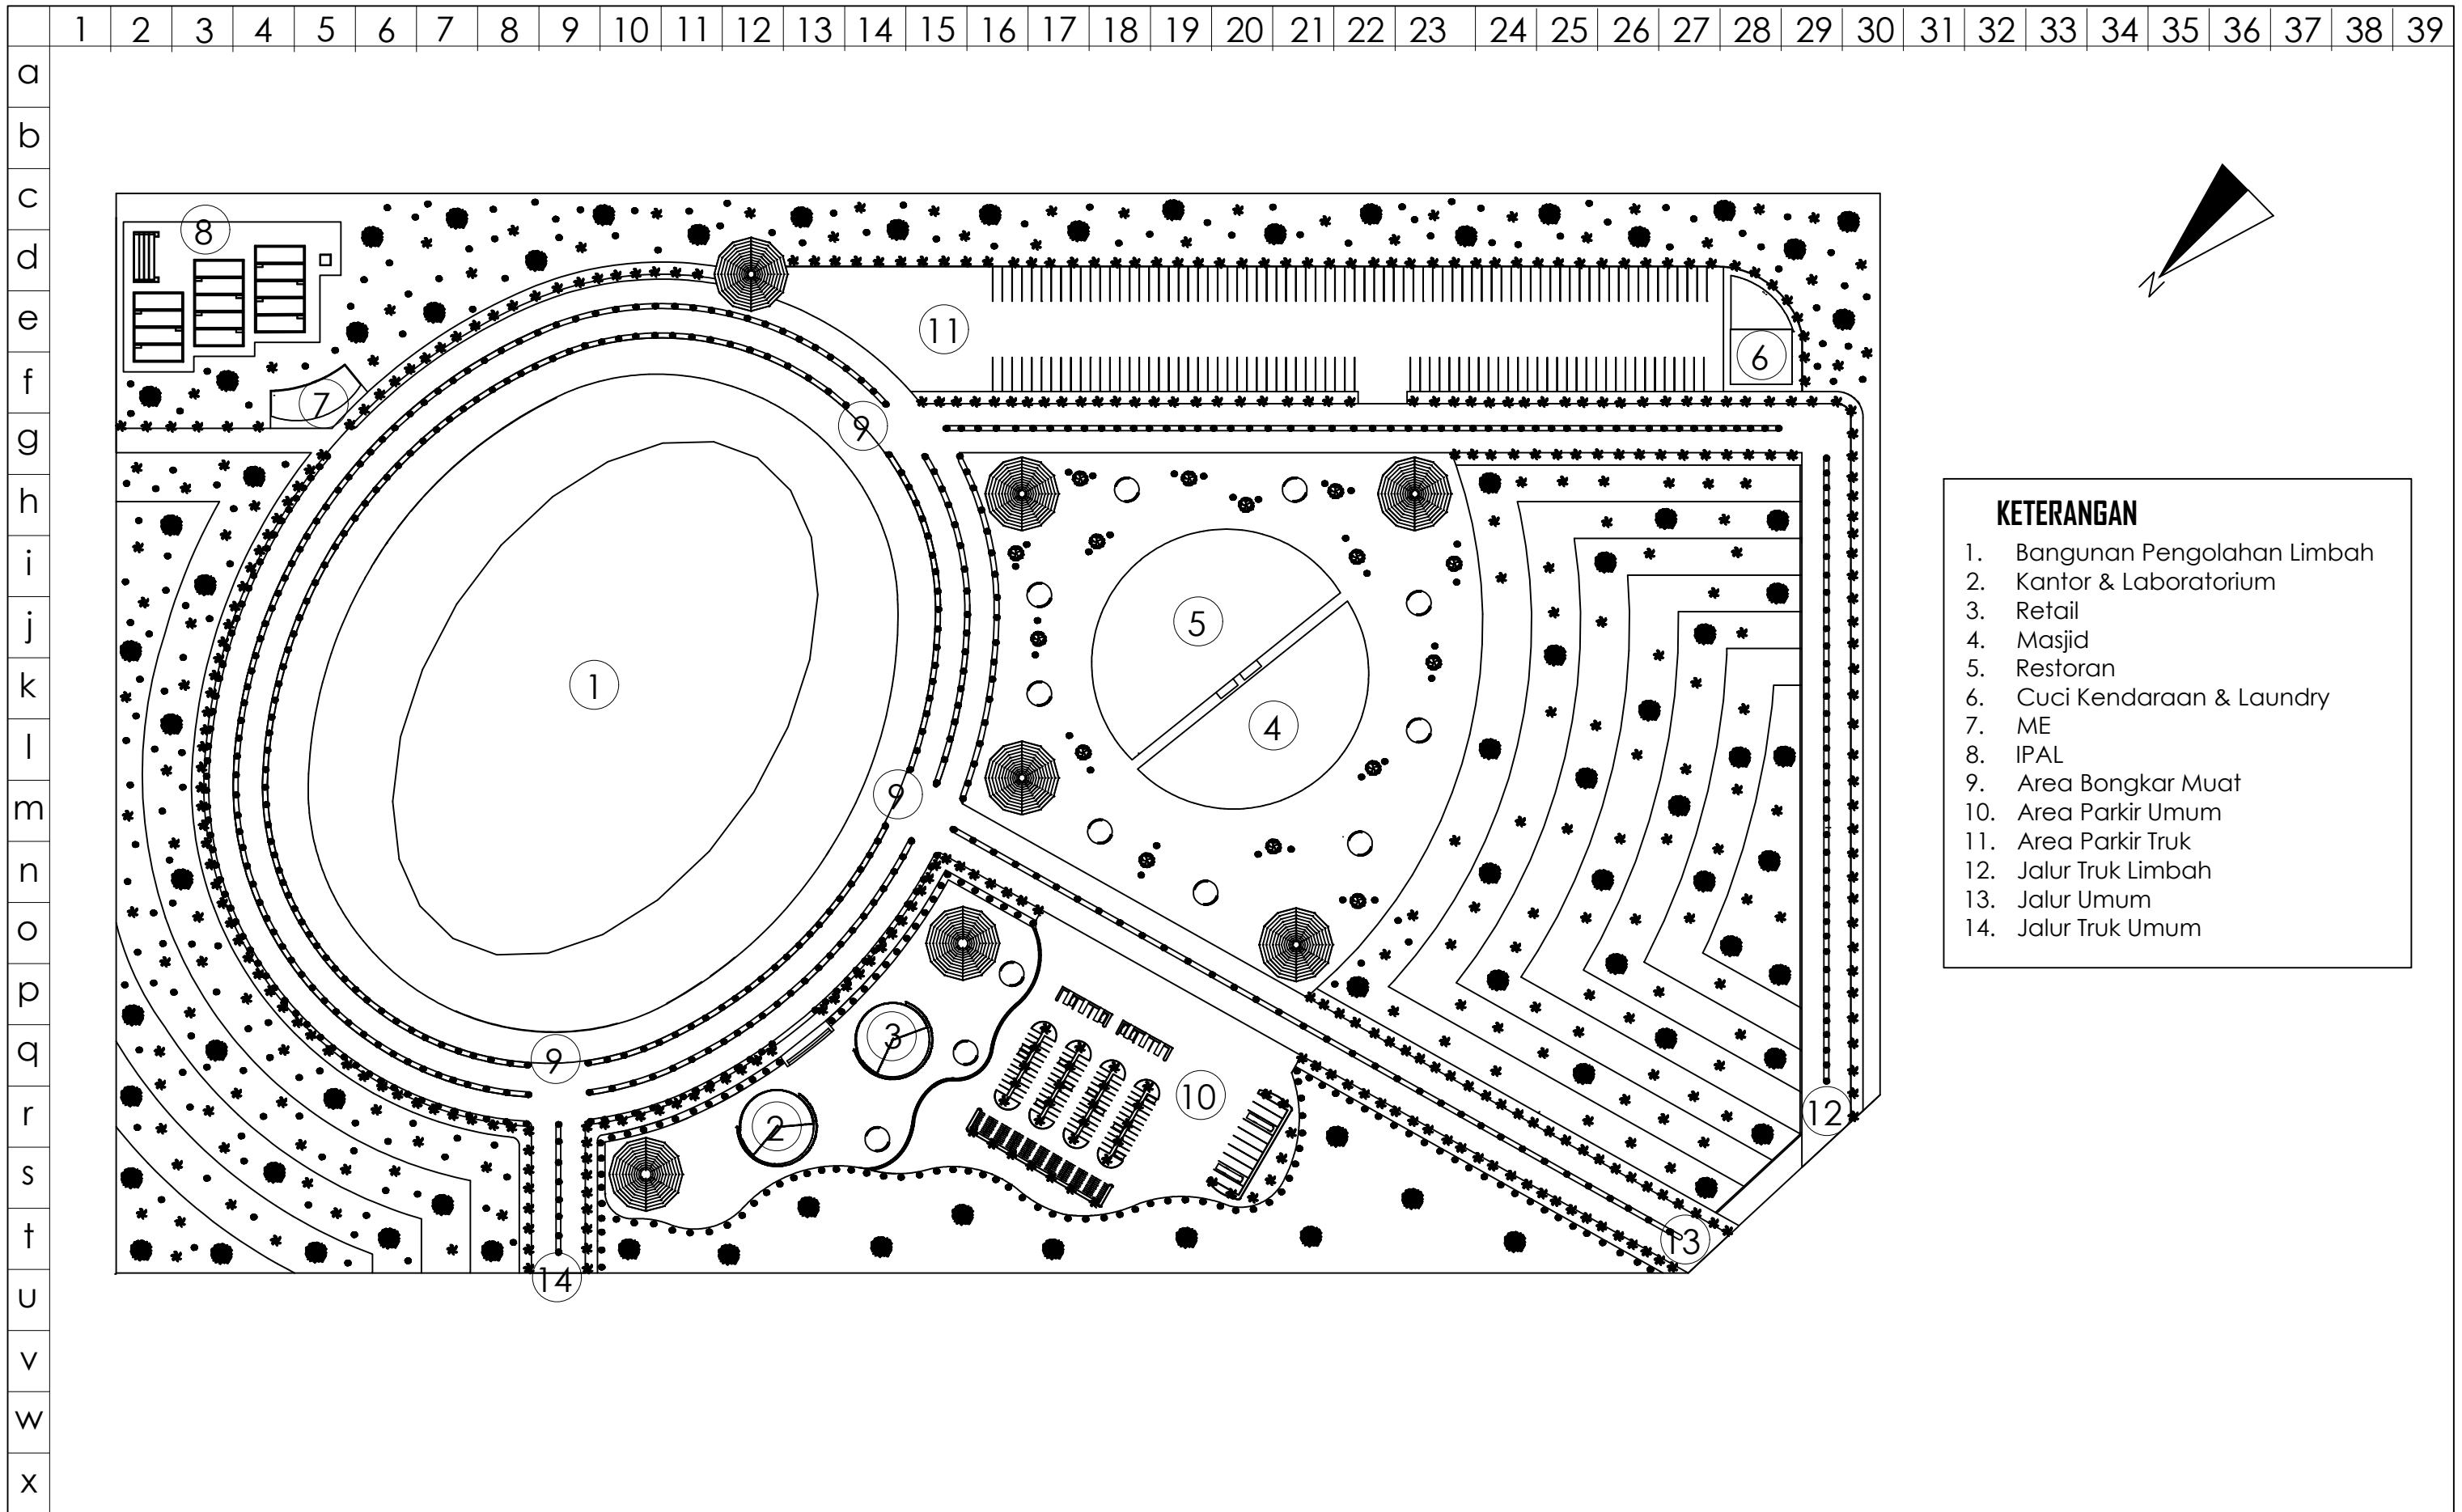 1 2 3 4 5 6 7 8 9 10 11 12 13 14 15 16 17 18 19 20 21 22 23 24 25 26 27 28 29 30 31 32 33 34 35 36 37 38 39
a
b
c
8
d
e
11
6
f
7
9
g
N
h
KETERANGAN
i
1. Bangunan Pengolahan Limbah
2. Kantor & Laboratorium
j
5
3. Retail
4. Masjid
k
1
5. Restoran
6. Cuci Kendaraan & Laundry
4
7. ME
l
8. IPAL
9
9. Area Bongkar Muat
m
10. Area Parkir Umum
11. Area Parkir Truk
n
12. Jalur Truk Limbah
13. Jalur Umum
o
14. Jalur Truk Umum
p
3
q
9
10
r
2
12
s
t
13
14
u
v
w
x